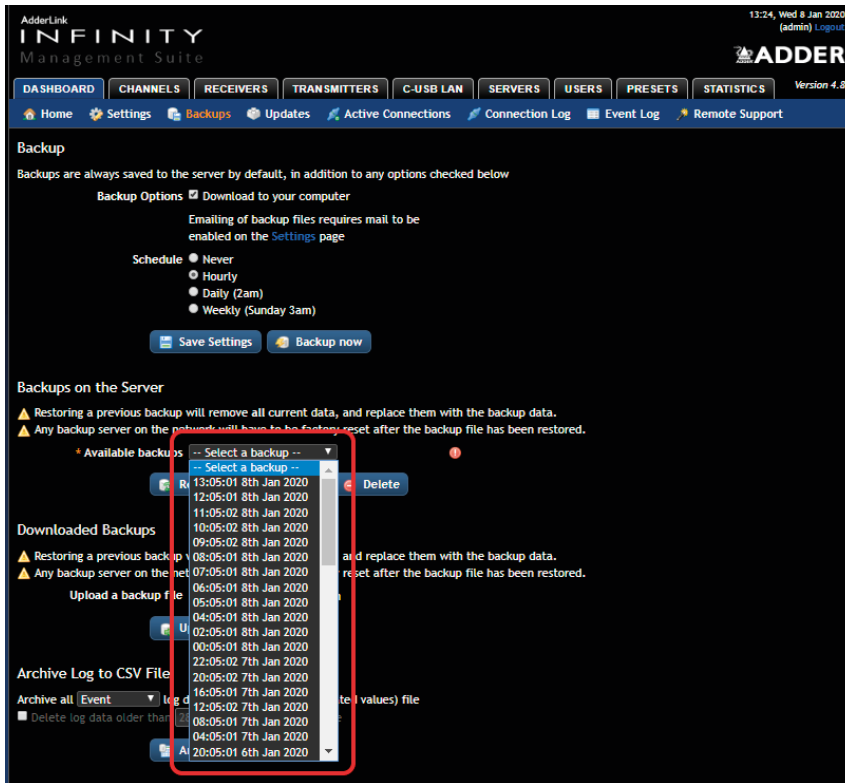 AdderLink
INFINITY
Management Suite
13:24, Wed 8 Jan 2020
(admin) Logout
ADDER
DASHBOARD CHANNELS RECEIVERS TRANSMITTERS C-USB LAN SERVERS USERS PRESETS STATISTICS Version 4.8
Home Settings Backups Updates Active Connections Connection Log Event Log Remote Support
Backup
Backups are always saved to the server by default, in addition to any options checked below
Backup Options Download to your computer
Emailing of backup files requires mail to be
enabled on the Settings page
Schedule Never
Hourly
Daily (2am)
Weekly (Sunday 3am)
Save Settings Backup now
Backups on the Server
Restoring a previous backup will remove all current data, and replace them with the backup data.
Any backup server on the network will have to be factory reset after the backup file has been restored.
* Available backups -- Select a backup --
-- Select a backup --
13:05:01 8th Jan 2020
12:05:01 8th Jan 2020
11:05:02 8th Jan 2020
10:05:02 8th Jan 2020
09:05:02 8th Jan 2020
08:05:01 8th Jan 2020
07:05:01 8th Jan 2020
06:05:01 8th Jan 2020
05:05:01 8th Jan 2020
04:05:01 8th Jan 2020
02:05:01 8th Jan 2020
00:05:01 8th Jan 2020
22:05:02 7th Jan 2020
20:05:02 7th Jan 2020
16:05:01 7th Jan 2020
12:05:02 7th Jan 2020
08:05:01 7th Jan 2020
04:05:01 7th Jan 2020
20:05:01 6th Jan 2020
Delete
Downloaded Backups
Restoring a previous backup and replace them with the backup data.
Any backup server on the reset after the backup file has been restored.
Upload a backup file
Archive Log to CSV File
Archive all Event log values) file
Delete log data older than